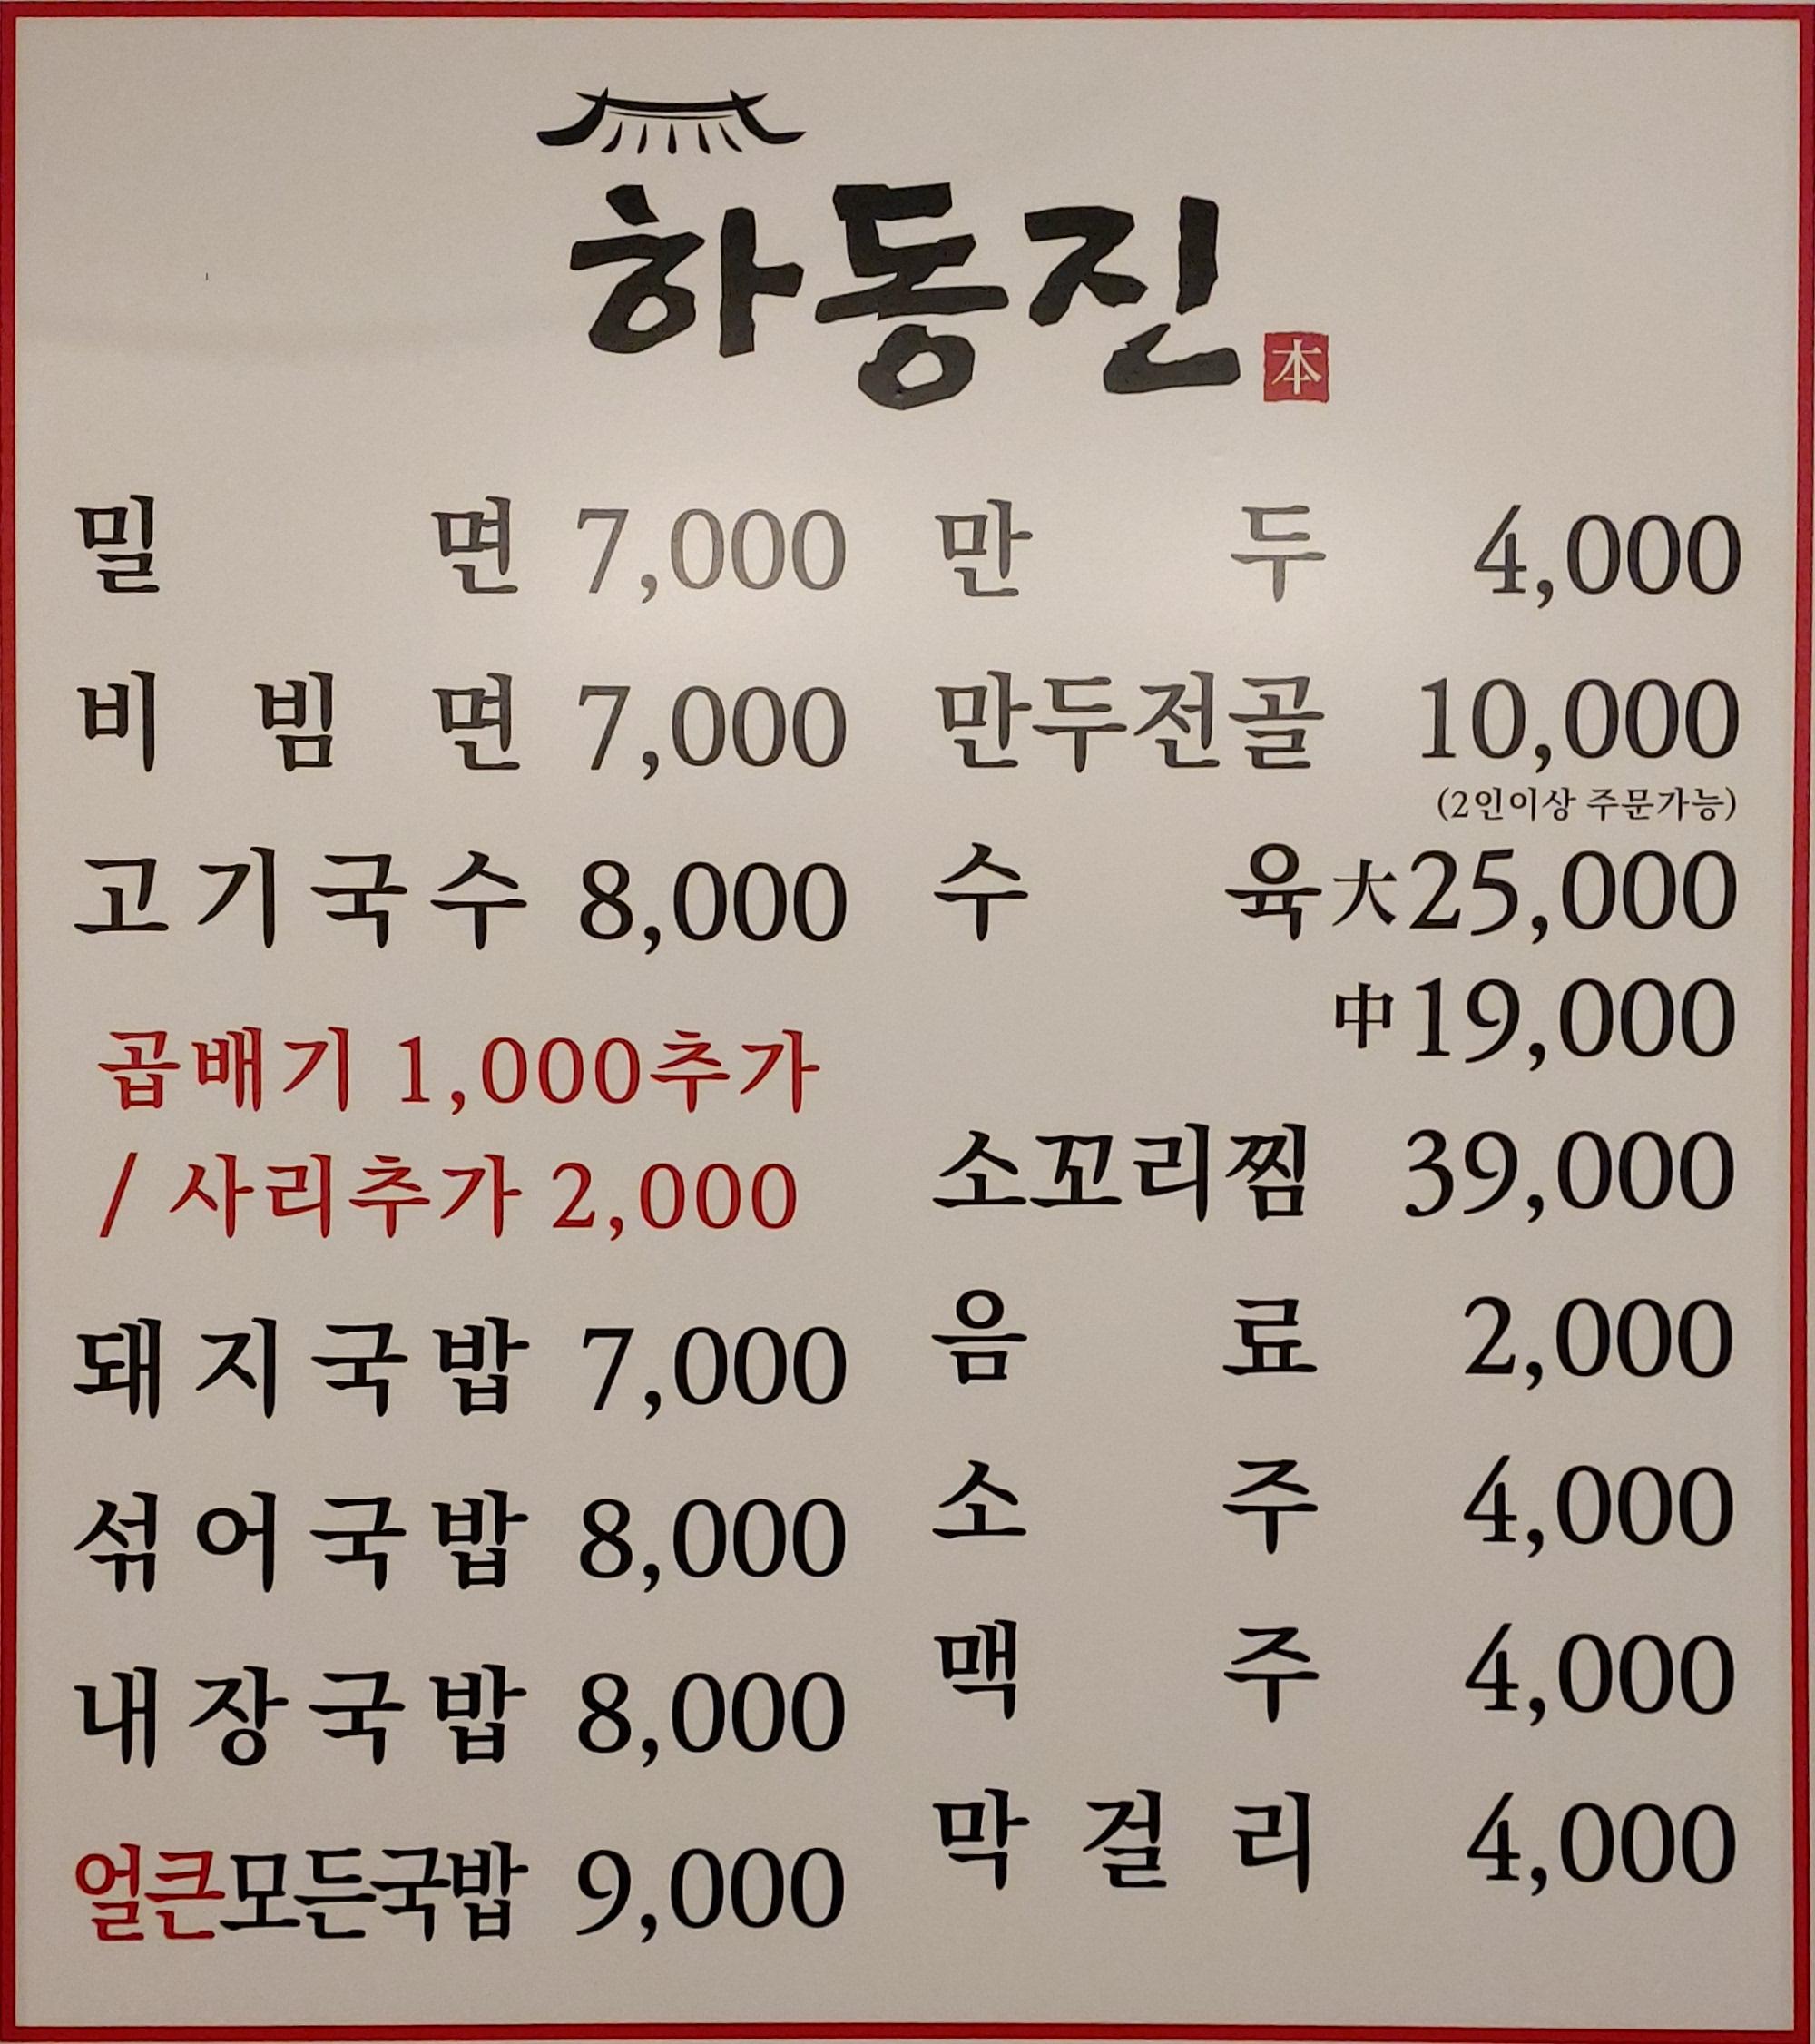 하동진
本
밀면 7,000
비빔면 7,000
고기국수 8,000
곱배기 1,000추가
/ 사리추가 2,000
돼지국밥 7,000
섞어국밥 8,000
내장국밥 8,000
얼큰모든국밥 9,000
만두 4,000
만두전골 10,000
(2인이상 주문가능)
수육 大25,000
中19,000
소꼬리찜 39,000
음료 2,000
소주 4,000
맥주 4,000
막걸리 4,000